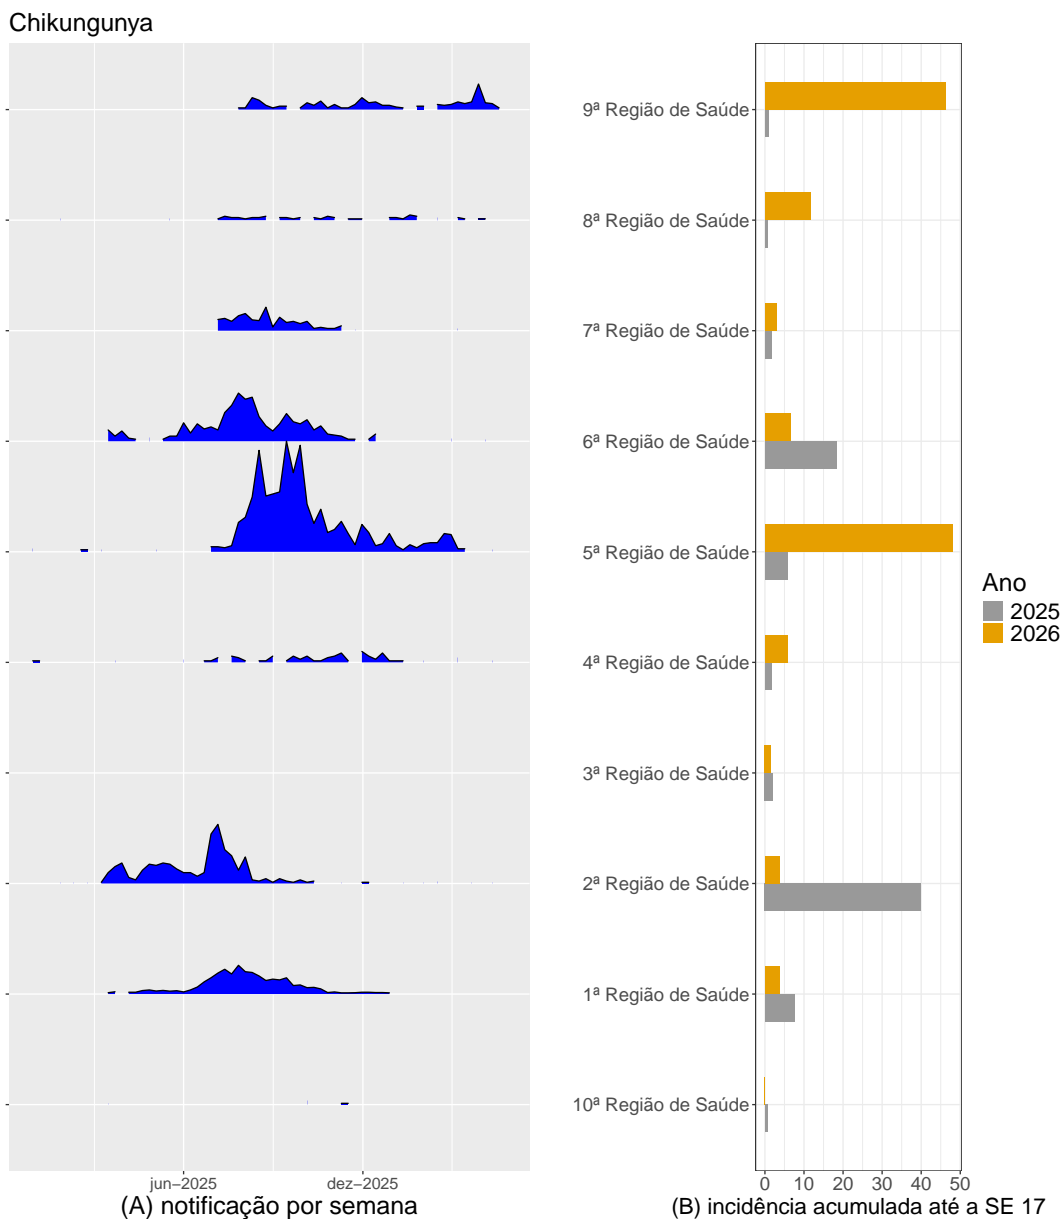 Chikungunya
9ª Região de Saúde
8ª Região de Saúde
7ª Região de Saúde
6ª Região de Saúde
5ª Região de Saúde
4ª Região de Saúde
3ª Região de Saúde
2ª Região de Saúde
1ª Região de Saúde
10ª Região de Saúde
Ano
2025
2026
jun−2025 dez−2025
0 10 20 30 40 50
(A) notificação por semana
(B) incidência acumulada até a SE 17